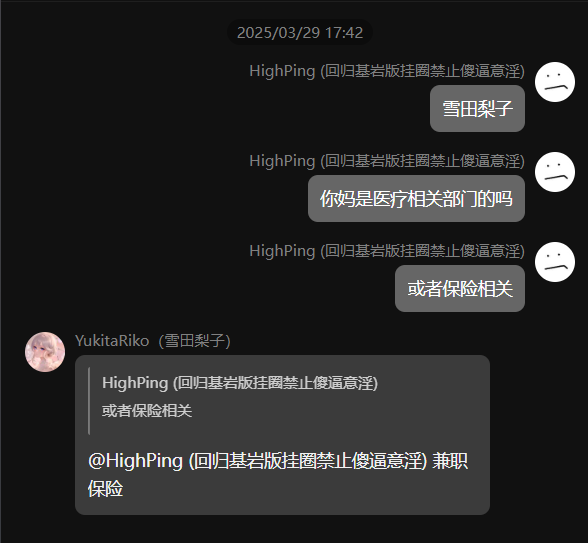 2025/03/29 17:42
HighPing (回归基岩版挂圈禁止傻逼意淫)
雪田梨子
HighPing (回归基岩版挂圈禁止傻逼意淫)
你妈是医疗相关部门的吗
HighPing (回归基岩版挂圈禁止傻逼意淫)
或者保险相关
YukitaRiko（雪田梨子）
HighPing (回归基岩版挂圈禁止傻逼意淫)
或者保险相关
@HighPing (回归基岩版挂圈禁止傻逼意淫) 兼职
保险